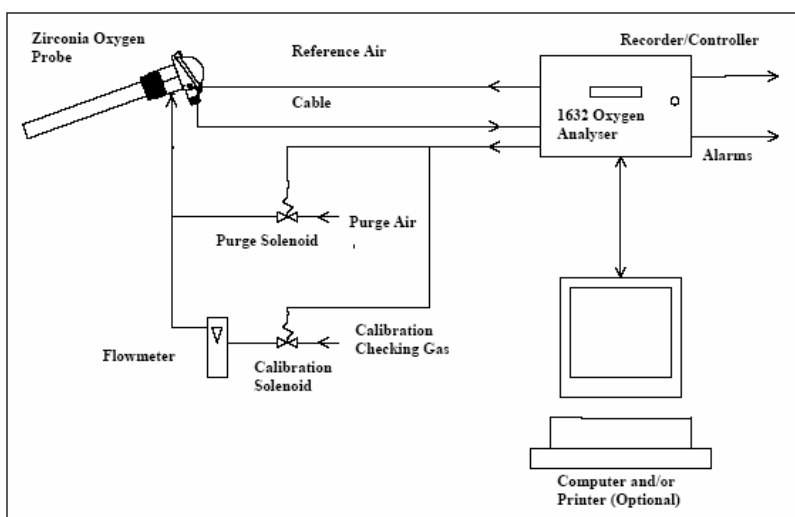 Zirconia Oxygen
Probe
Reference Air
Recorder/Controller
Cable
1632 Oxygen
Analyser
Alarms
Purge Air
Purge Solenoid
Calibration
Checking Gas
Flowmeter
Calibration
Solenoid
Computer and/or
Printer (Optional)